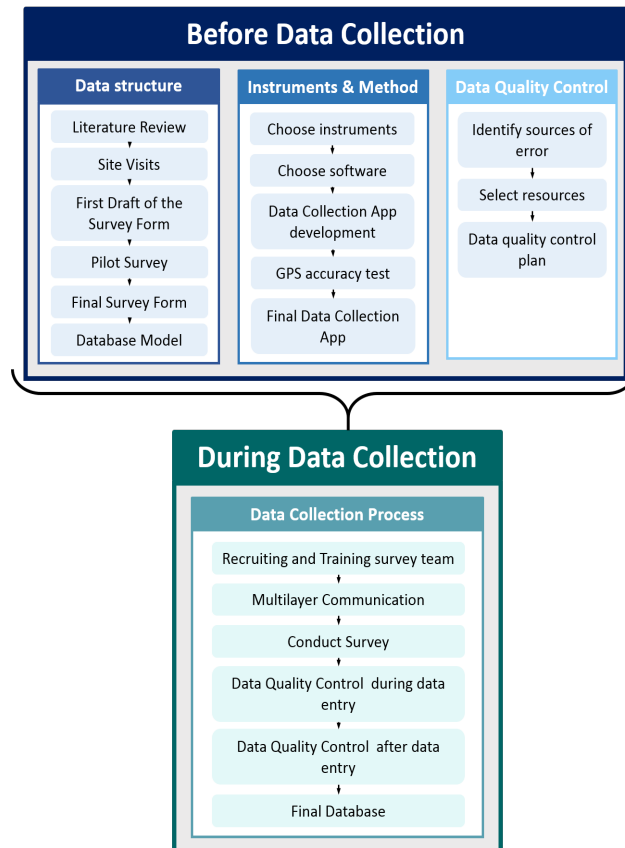 Before Data Collection
Data structure
Literature Review
Site Visits
First Draft of the
Survey Form
Pilot Survey
Final Survey Form
Database Model
Instruments & Method
Choose instruments
Choose software
Data Collection App
development
GPS accuracy test
Final Data Collection
App
Data Quality Control
Identify sources of
error
Select resources
Data quality control
plan
During Data Collection
Data Collection Process
Recruiting and Training survey team
Multilayer Communication
Conduct Survey
Data Quality Control during data
entry
Data Quality Control after data
entry
Final Database